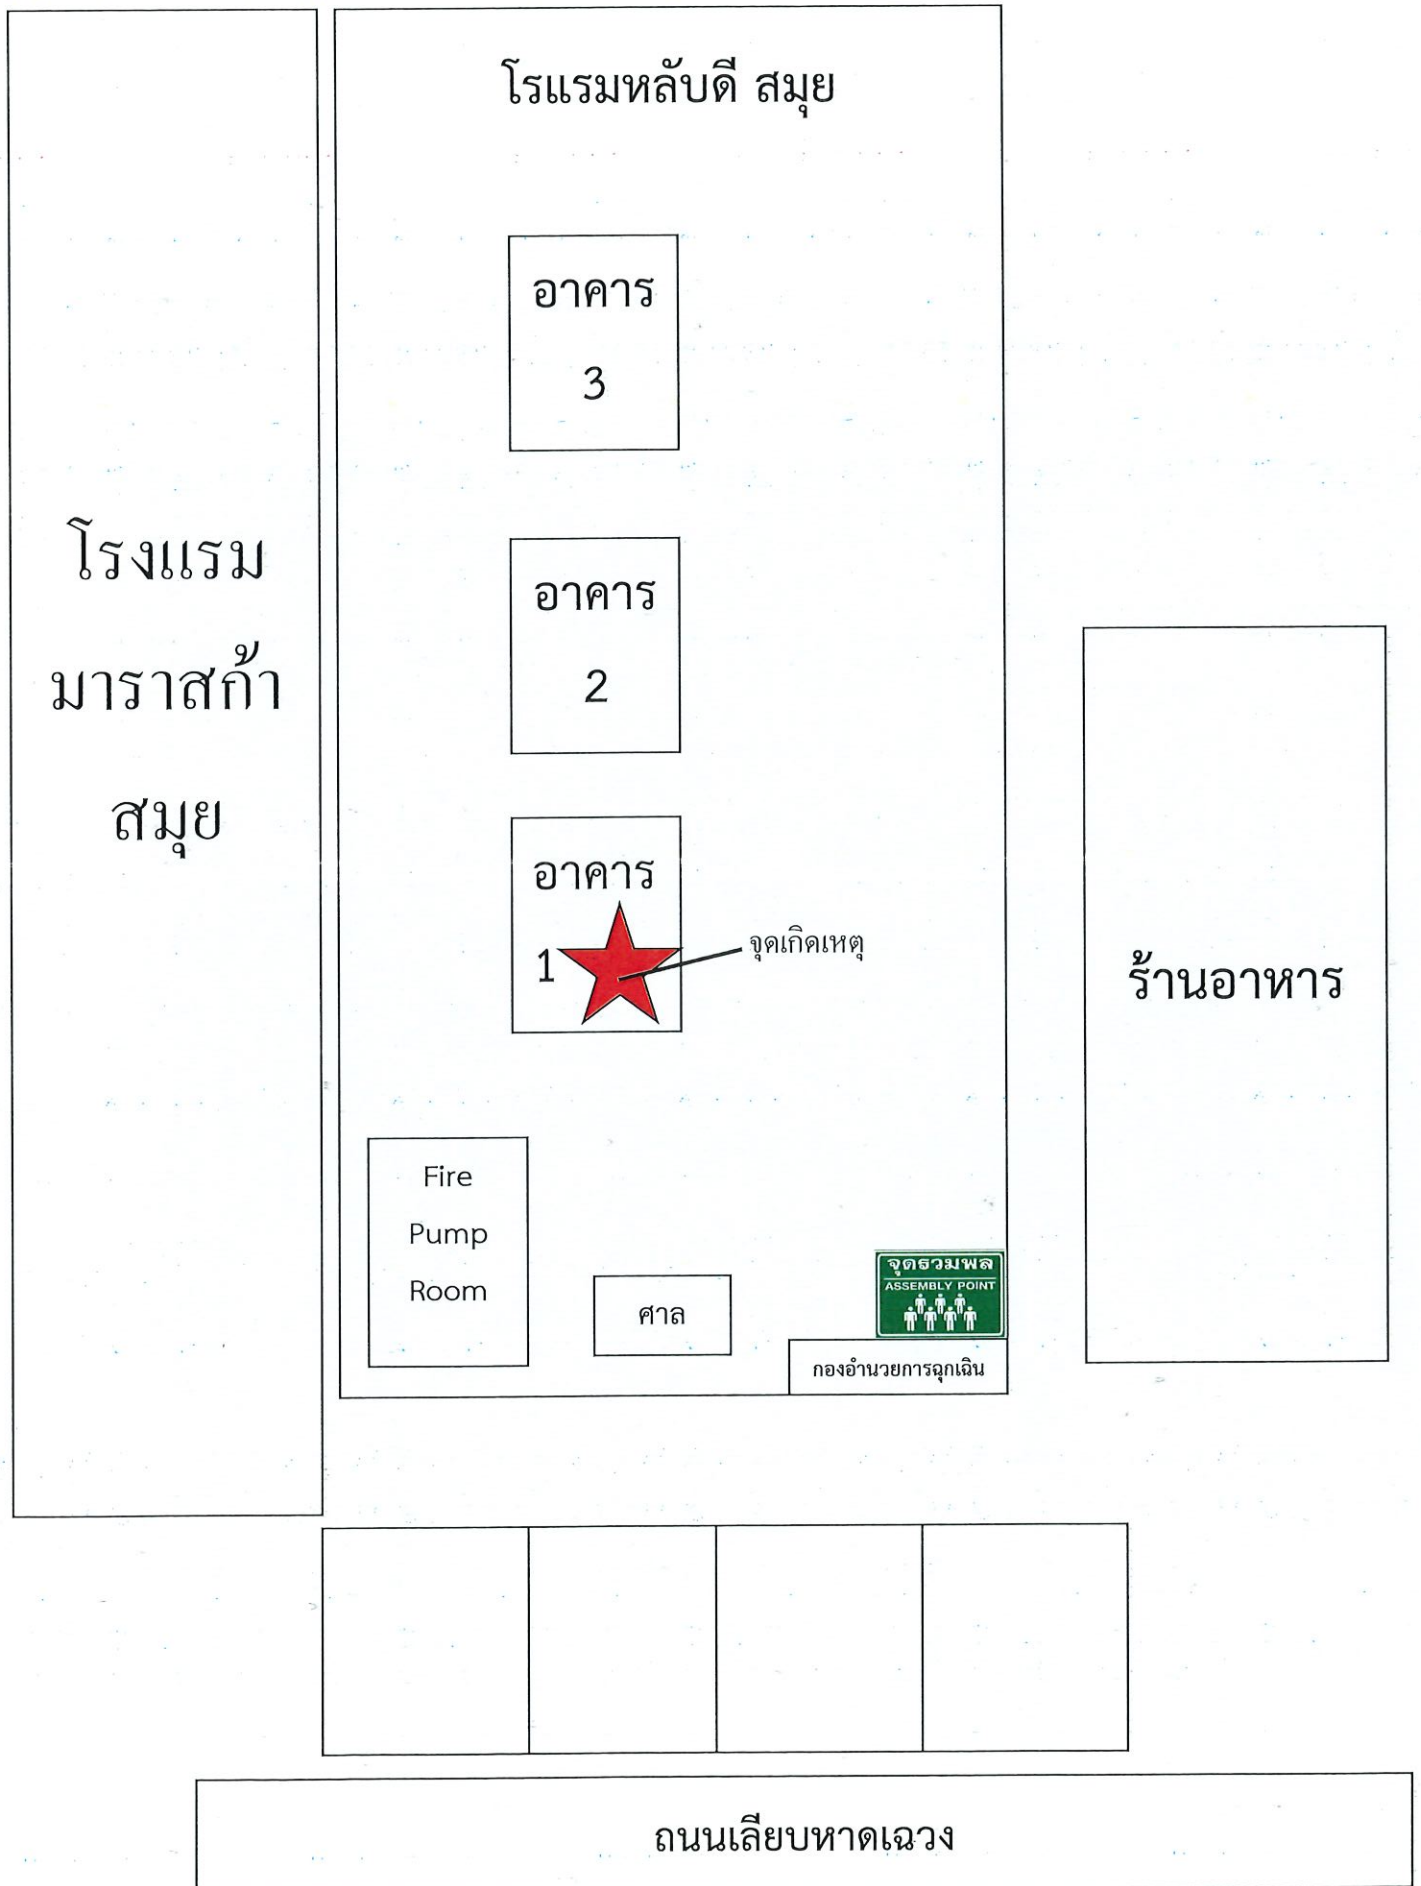 โรแรมหลับดี สมุย
อาคาร
3
โรงแรม
มาราสก้า
สมุย
อาคาร
2
อาคาร
1
จุดเกิดเหตุ
ร้านอาหาร
Fire
Pump
Room
ศาล
จุดรวมพล
ASSEMBLY POINT
กองอำนวยการฉุกเฉิน
ถนนเลียบหาดเฉวง